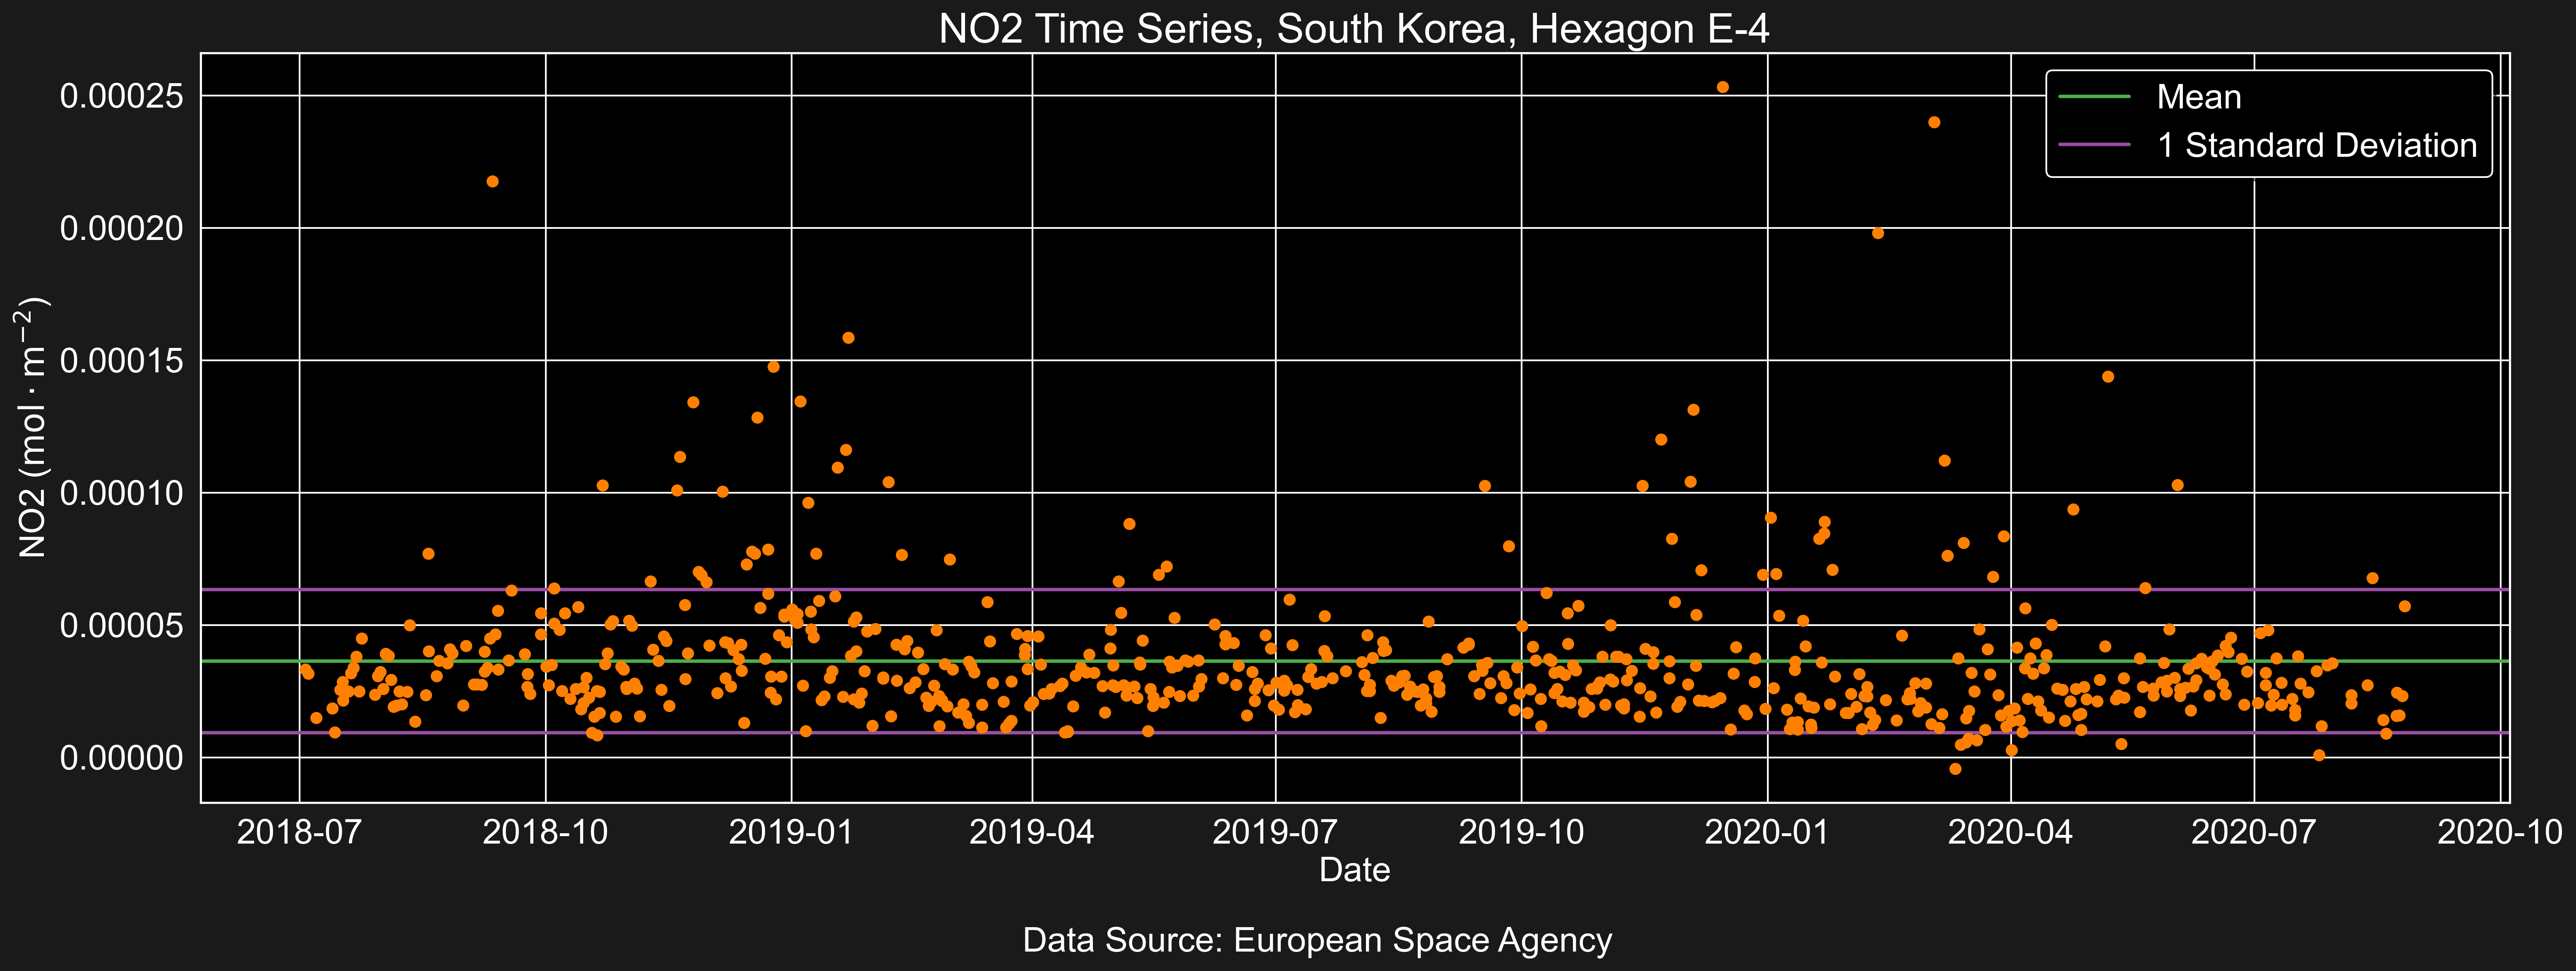 NO2 Time Series, South Korea, Hexagon E-4
Mean
1 Standard Deviation
NO2 (mol · m⁻²)
0.00025
0.00020
0.00015
0.00010
0.00005
0.00000
2018-07 2018-10 2019-01 2019-04 2019-07 2019-10 2020-01 2020-04 2020-07 2020-10
Date
Data Source: European Space Agency